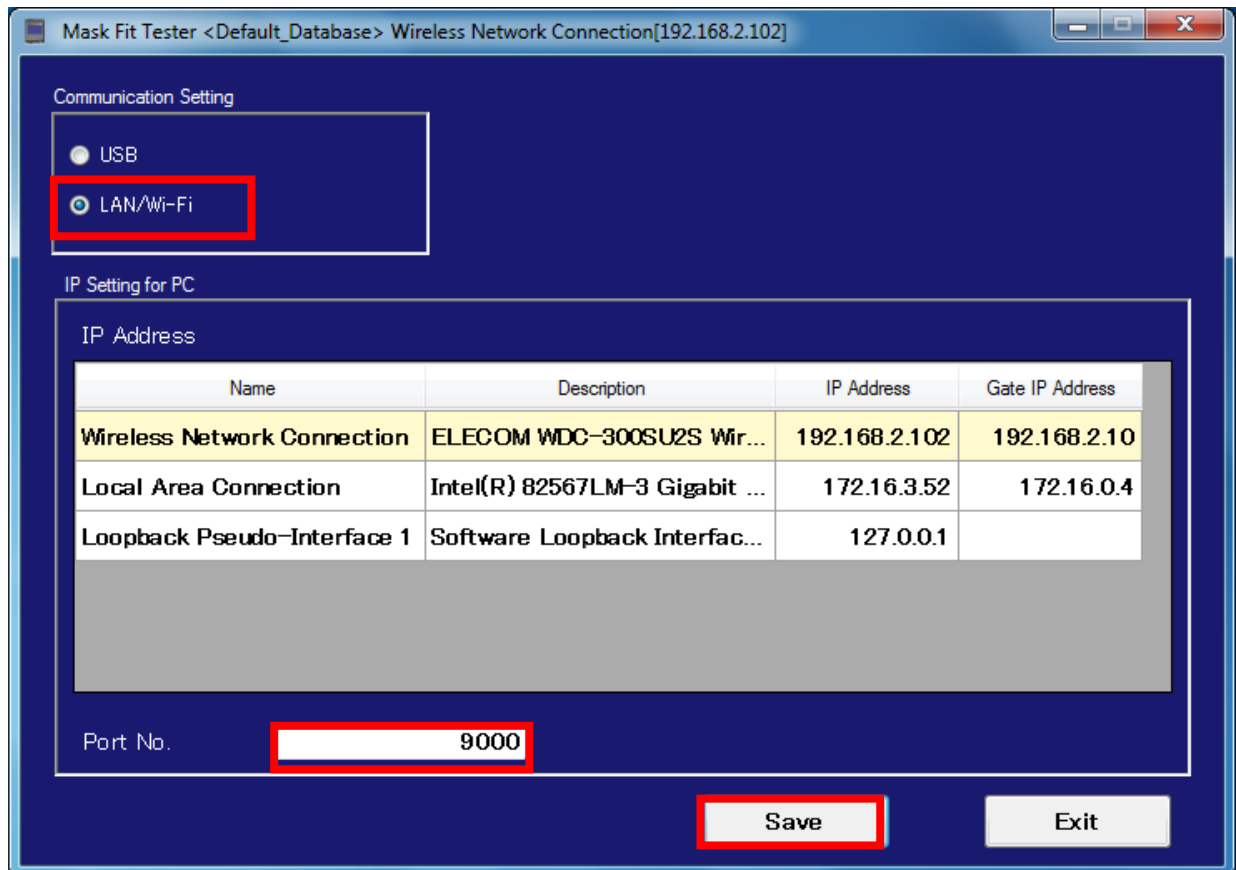 Mask Fit Tester <Default_Database> Wireless Network Connection[192.168.2.102]
Communication Setting
USB
LAN/Wi-Fi
IP Setting for PC
IP Address
Name Description IP Address Gate IP Address
Wireless Network Connection ELECOM WDC-300SU2S Wir... 192.168.2.102 192.168.2.10
Local Area Connection Intel(R) 82567LM-3 Gigabit ... 172.16.3.52 172.16.0.4
Loopback Pseudo-Interface 1 Software Loopback Interfac... 127.0.0.1
Port No. 9000
Save Exit